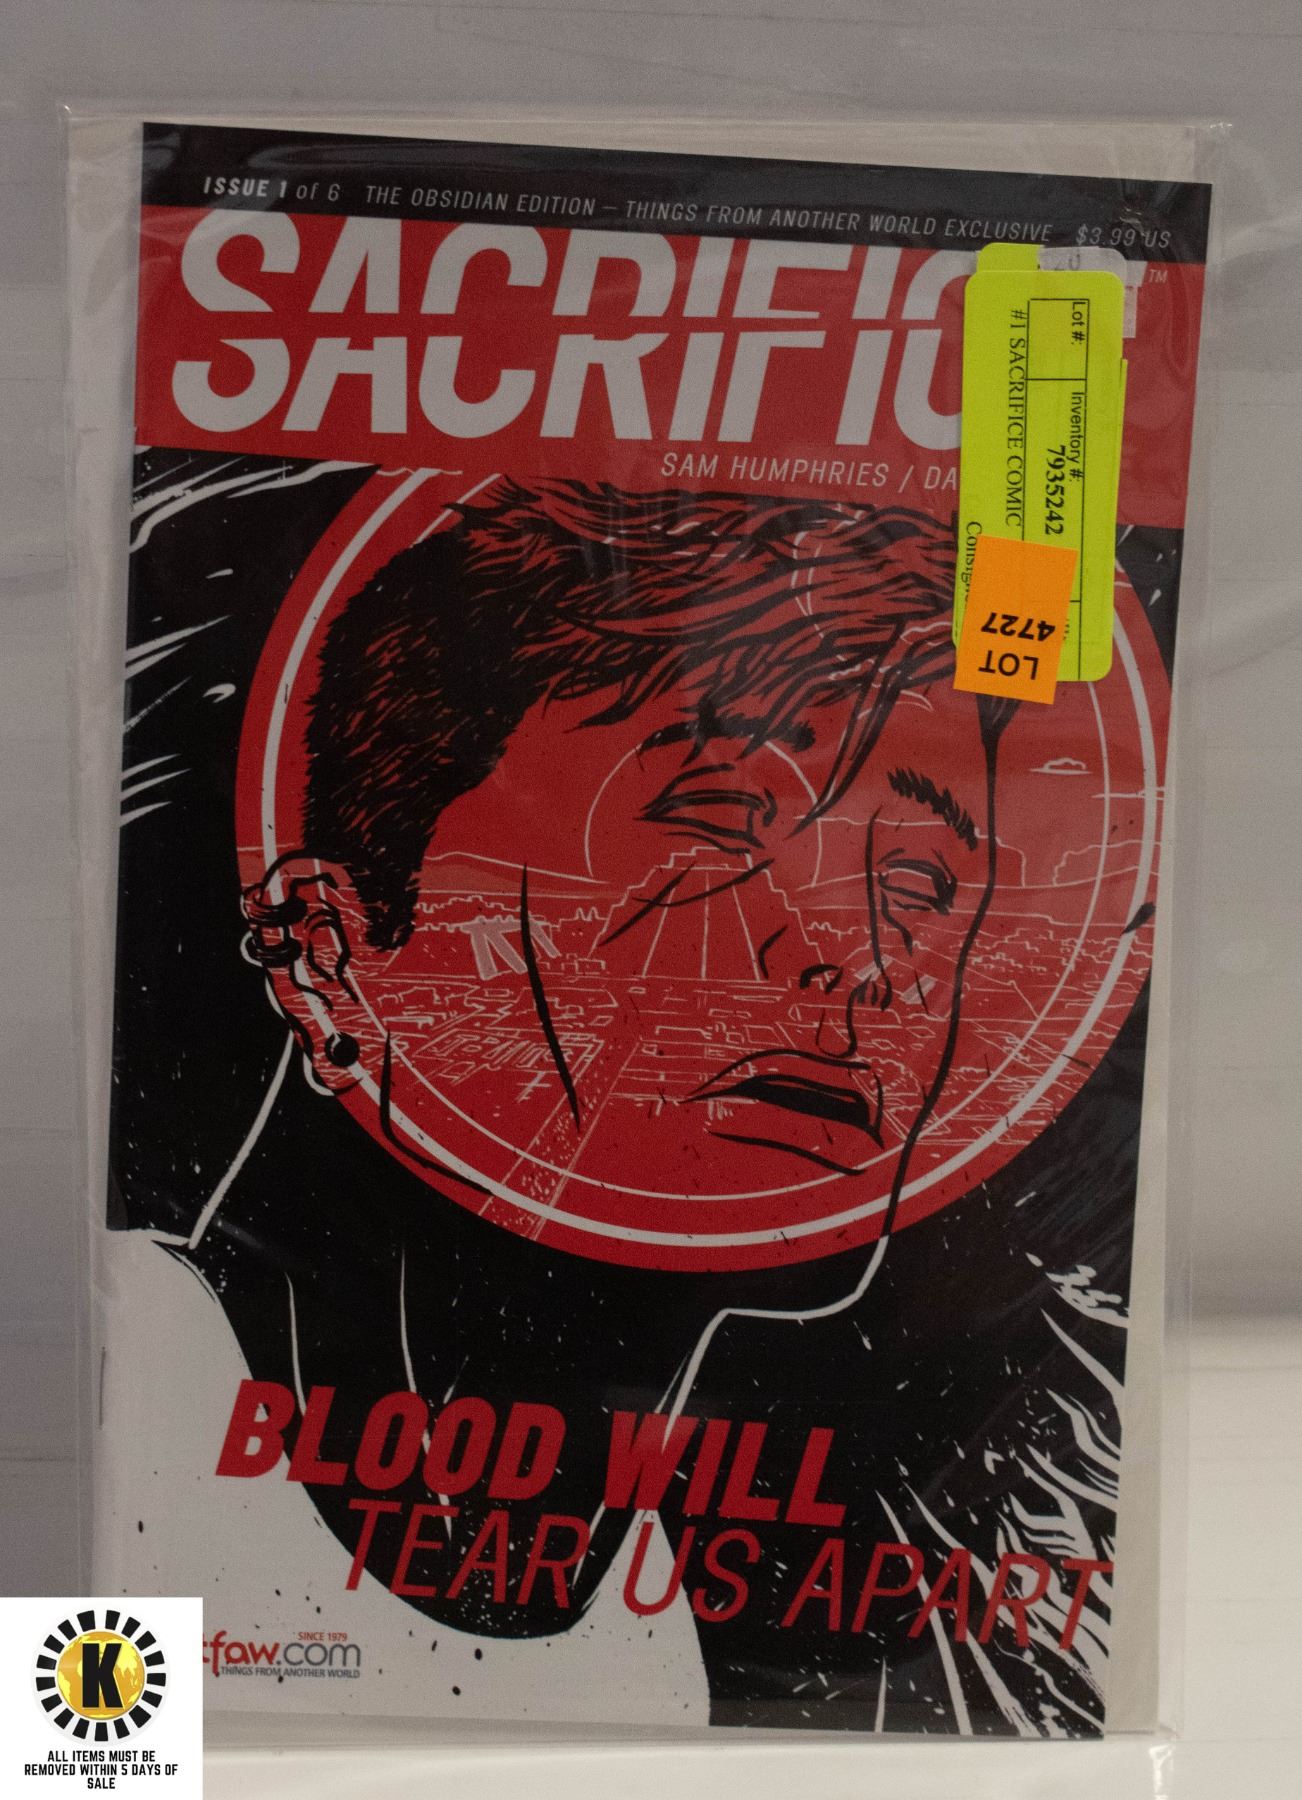 ISSUE 1 of 6 THE OBSIDIAN EDITION – THINGS FROM ANOTHER WORLD EXCLUSIVE $3.99 US
SACRIFICE™
SAM HUMPHRIES / DA
Lot #: Inventory #:
7935242
#1 SACRIFICE COMIC
LOT
4727
BLOOD WILL
TEAR US APART
SINCE 1979
tfaw.com
THINGS FROM ANOTHER WORLD
K
ALL ITEMS MUST BE
REMOVED WITHIN 5 DAYS OF
SALE